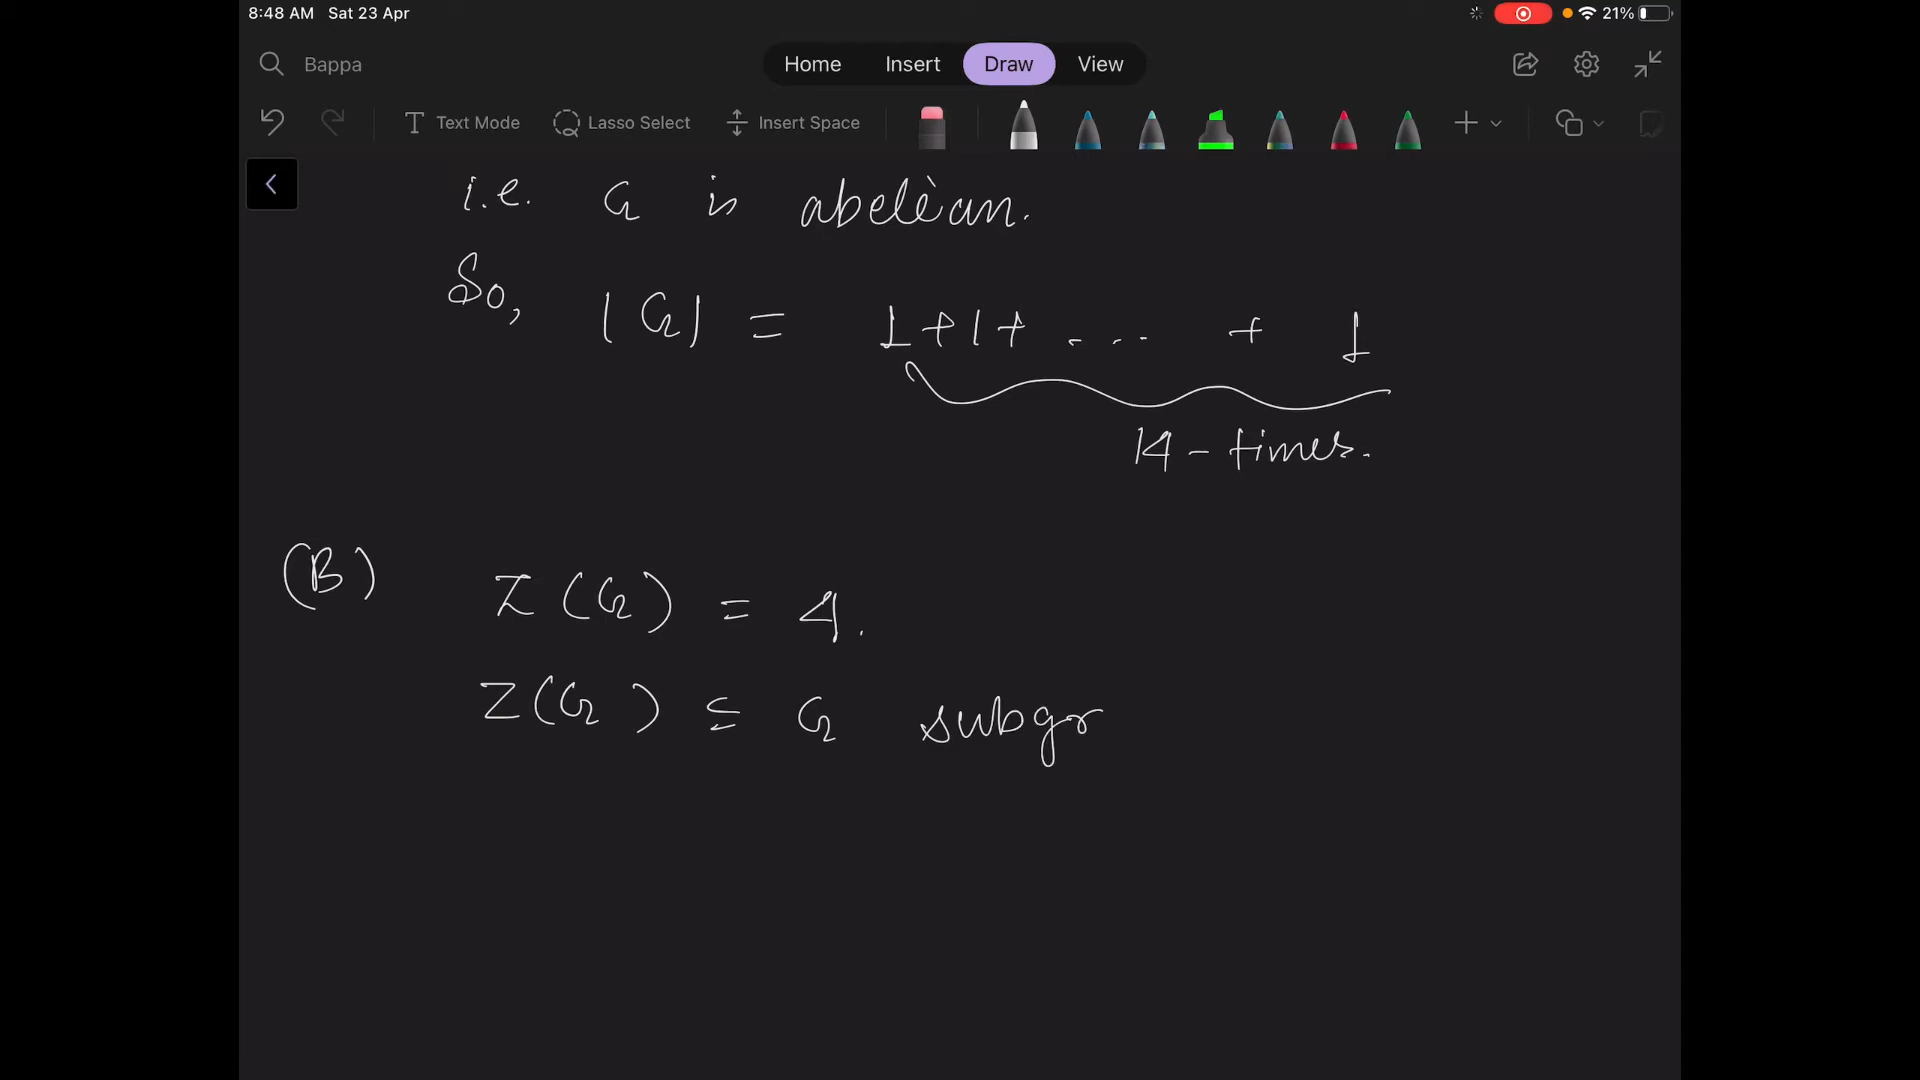 8:48 AM Sat 23 Apr 21%
Bappa Home Insert Draw View
Text Mode Lasso Select Insert Space
i.e. G is abelian.
So, |G| = 1+1+ .... + 1
14-times.
(B) Z(G) = 4.
Z(G) ⊆ G subgr